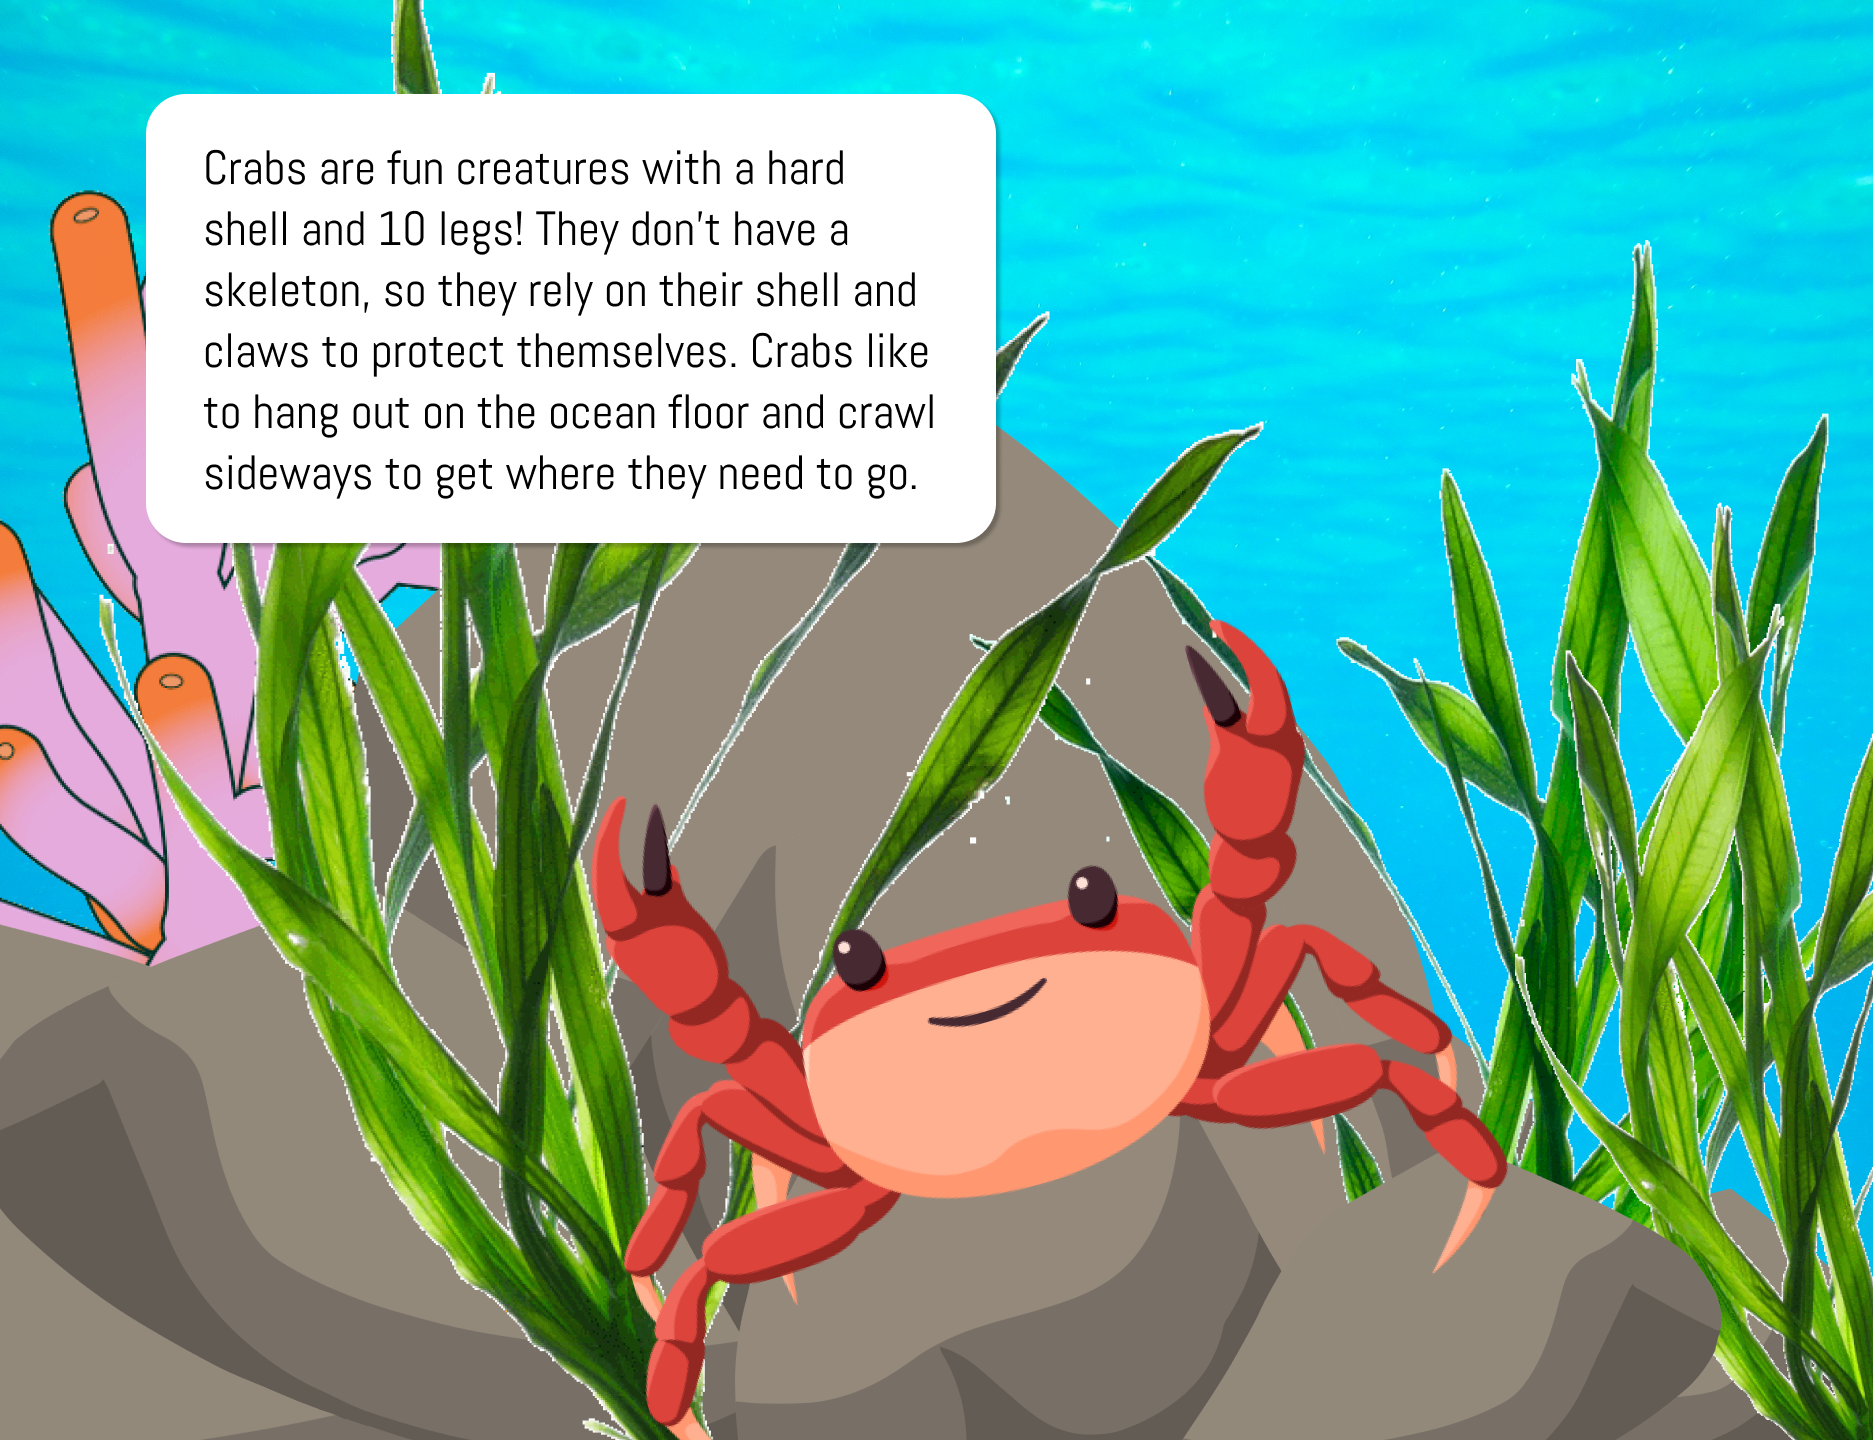 Crabs are fun creatures with a hard
shell and 10 legs! They don't have a
skeleton, so they rely on their shell and
claws to protect themselves. Crabs like
to hang out on the ocean floor and crawl
sideways to get where they need to go.